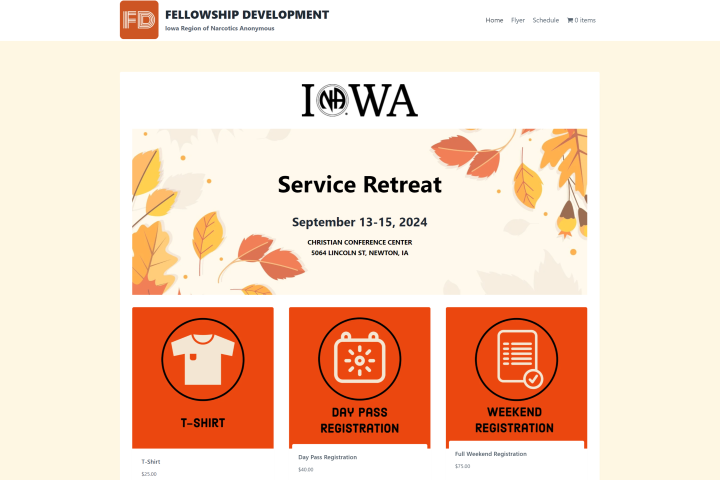 FD
FELLOWSHIP DEVELOPMENT
Iowa Region of Narcotics Anonymous
Home Flyer Schedule 0 items
IOWA
NA
Service Retreat
September 13-15, 2024
CHRISTIAN CONFERENCE CENTER
5064 LINCOLN ST, NEWTON, IA
T-SHIRT
DAY PASS
REGISTRATION
WEEKEND
REGISTRATION
T-Shirt
$25.00
Day Pass Registration
$40.00
Full Weekend Registration
$75.00